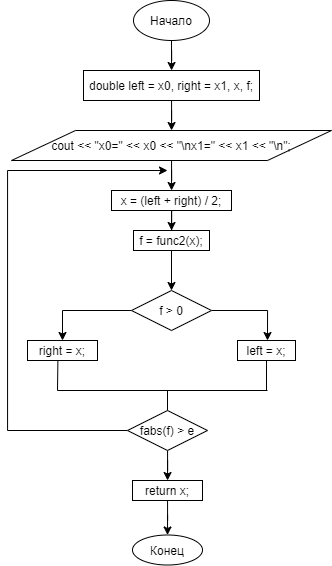 Начало
double left = x0, right = x1, x, f;
cout << "x0=" << x0 << "\nx1=" << x1 << "\n";
x = (left + right) / 2;
f = func2(x);
f > 0
right = x;
left = x;
fabs(f) > e
return x;
Конец